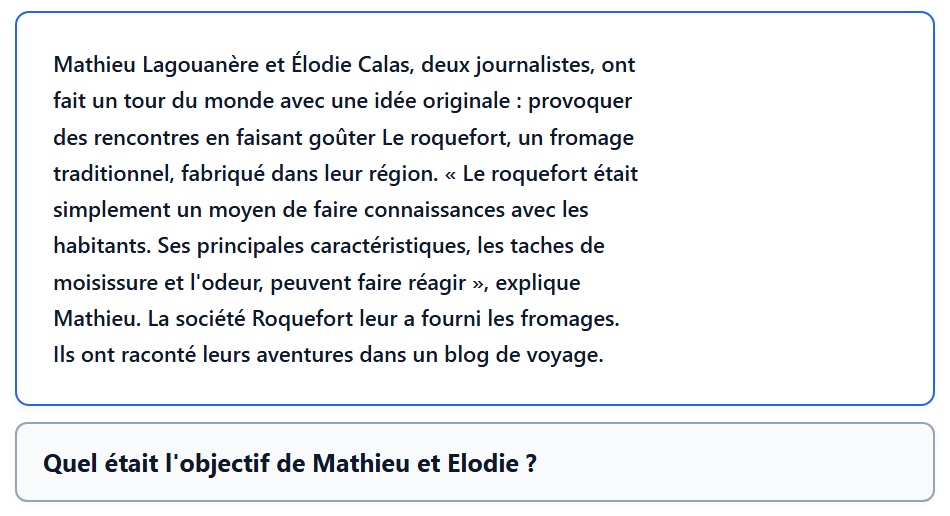 Mathieu Lagouanère et Élodie Calas, deux journalistes, ont
fait un tour du monde avec une idée originale : provoquer
des rencontres en faisant goûter Le roquefort, un fromage
traditionnel, fabriqué dans leur région. « Le roquefort était
simplement un moyen de faire connaissances avec les
habitants. Ses principales caractéristiques, les taches de
moisissure et l'odeur, peuvent faire réagir », explique
Mathieu. La société Roquefort leur a fourni les fromages.
Ils ont raconté leurs aventures dans un blog de voyage.
Quel était l'objectif de Mathieu et Elodie ?